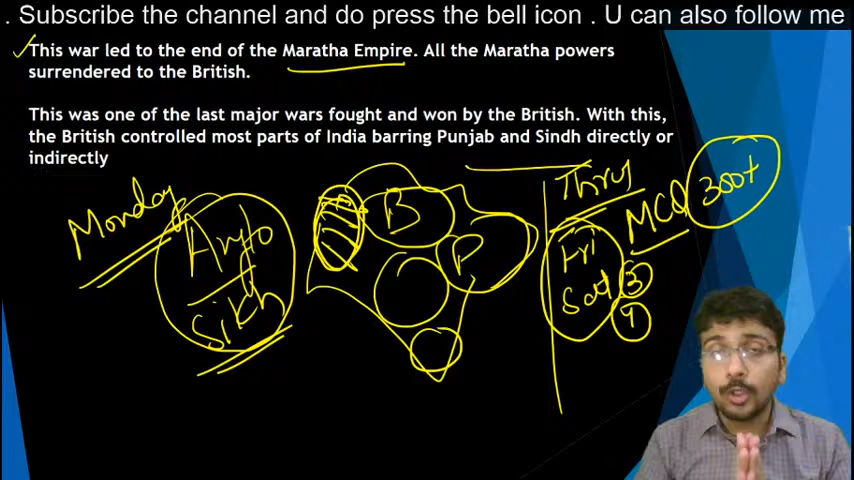 . Subscribe the channel and do press the bell icon . U can also follow me
This war led to the end of the Maratha Empire. All the Maratha powers
surrendered to the British.
This was one of the last major wars fought and won by the British. With this,
the British controlled most parts of India barring Punjab and Sindh directly or
indirectly
Monday
Anglo
Sikh
B
P
Thru
MCQ 300+
Fri
Sat 3